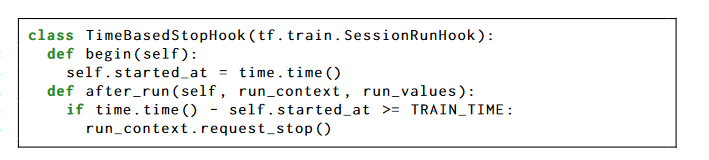 class TimeBasedStopHook(tf.train.SessionRunHook):
  def begin(self):
    self.started_at = time.time()
  def after_run(self, run_context, run_values):
    if time.time() - self.started_at >= TRAIN_TIME:
      run_context.request_stop()